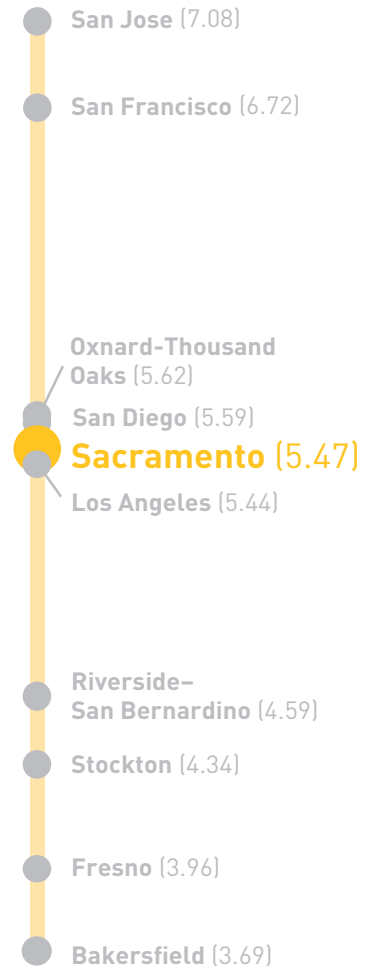 San Jose (7.08)
San Francisco (6.72)
Oxnard-Thousand
Oaks (5.62)
San Diego (5.59)
Sacramento (5.47)
Los Angeles (5.44)
Riverside–
San Bernardino (4.59)
Stockton (4.34)
Fresno (3.96)
Bakersfield (3.69)